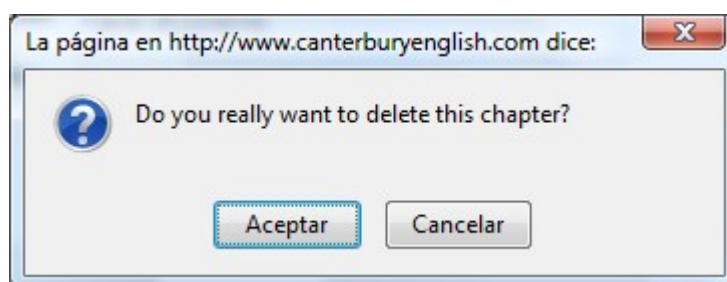 La página en http://www.canterburyenglish.com dice:
Do you really want to delete this chapter?
Aceptar
Cancelar